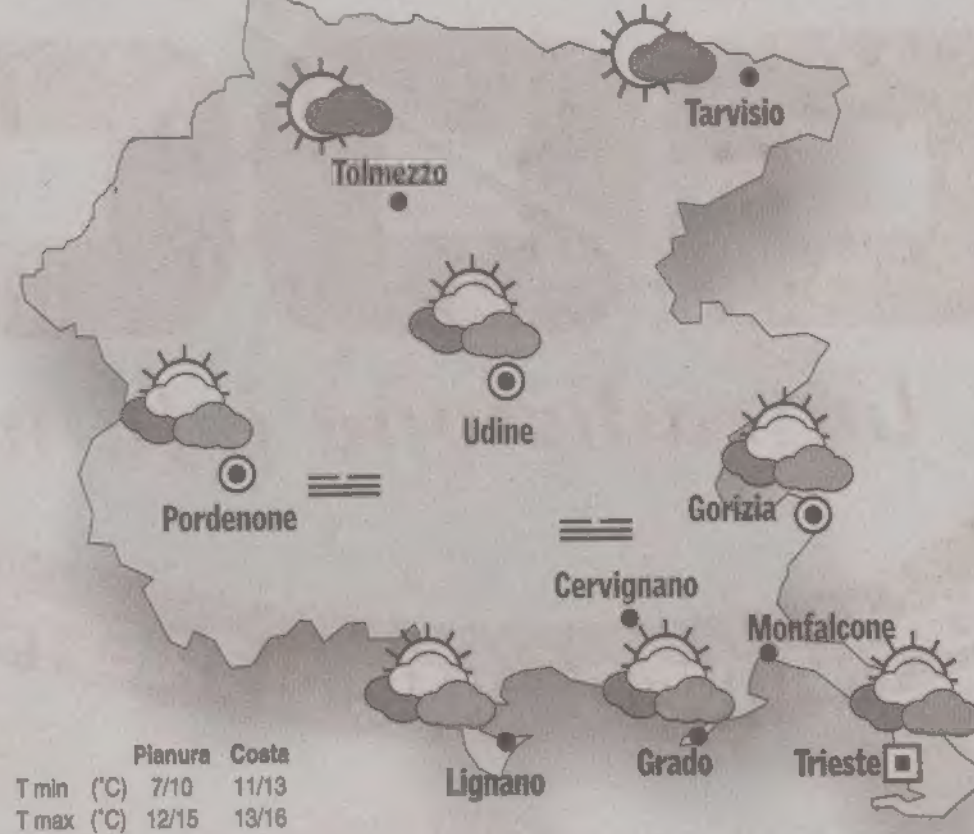 Tarvisio
Tolmezzo
Udine
Pordenone
Gorizia
Cervignano
Monfalcone
Lignano
Grado
Trieste
Pianura Costa
T min (°C) 7/10 11/13
T max (°C) 12/15 13/16